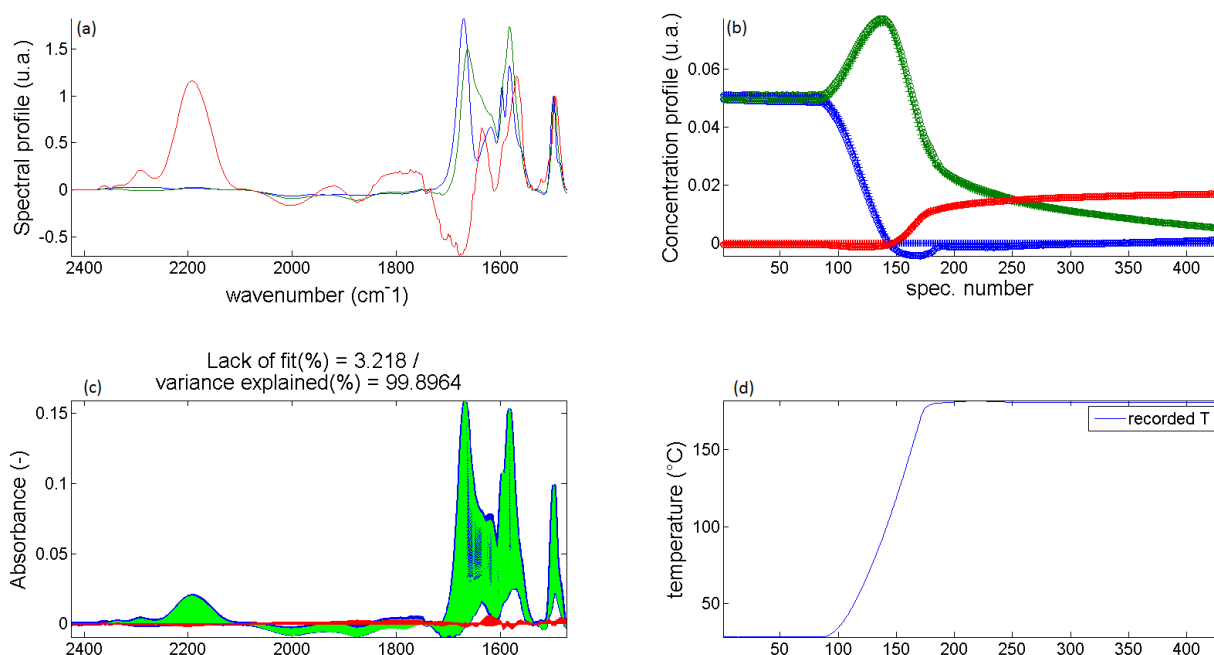 (a)
Spectral profile (u.a.)
1.5
1
0.5
0
-0.5
2400 2200 2000 1800 1600
wavenumber (cm^-1)
(b)
Concentration profile (u.a.)
0.06
0.04
0.02
0
50 100 150 200 250 300 350 400
spec. number
Lack of fit(%) = 3.218 /
variance explained(%) = 99.8964
(c)
Absorbance (-)
0.15
0.1
0.05
0
2400 2200 2000 1800 1600
(d)
recorded T
temperature (°C)
150
100
50
50 100 150 200 250 300 350 400